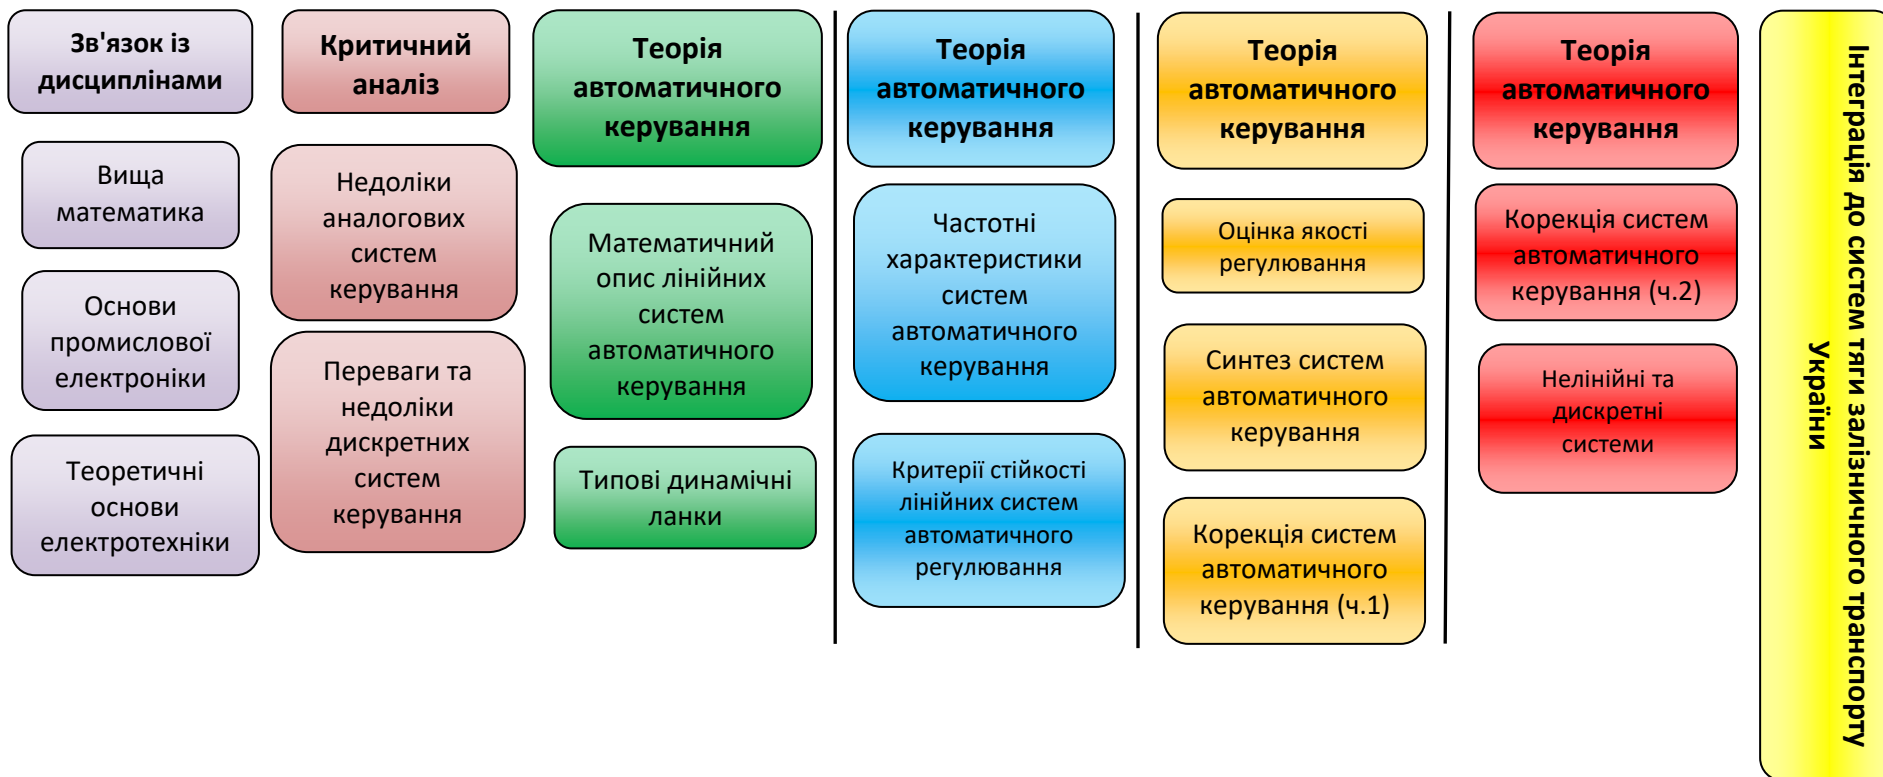 Зв'язок із
дисциплінами
Вища
математика
Основи
промислової
електроніки
Теоретичні
основи
електротехніки
Критичний
аналіз
Недоліки
аналогових
систем
керування
Переваги та
недоліки
дискретних
систем
керування
Теорія
автоматичного
керування
Математичний
опис лінійних
систем
автоматичного
керування
Типові динамічні
ланки
Теорія
автоматичного
керування
Частотні
характеристики
систем
автоматичного
керування
Критерії стійкості
лінійних систем
автоматичного
регулювання
Теорія
автоматичного
керування
Оцінка якості
регулювання
Синтез систем
автоматичного
керування
Корекція систем
автоматичного
керування (ч.1)
Теорія
автоматичного
керування
Корекція систем
автоматичного
керування (ч.2)
Нелінійні та
дискретні
системи
Інтеграція до систем тяги залізничного транспорту
України